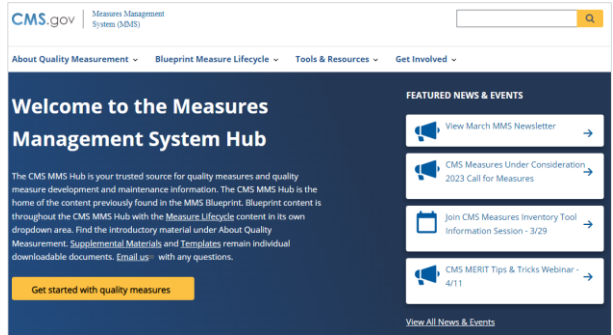 CMS.gov
Measures Management
System (MMS)
About Quality Measurement
Blueprint Measure Lifecycle
Tools & Resources
Get Involved
Welcome to the Measures
Management System Hub
The CMS MMS Hub is your trusted source for quality measures and quality
measure development and maintenance information. The CMS MMS Hub is the
home of the content previously found in the MMS Blueprint. Blueprint content is
throughout the CMS MMS Hub with the Measure Lifecycle content in its own
dropdown area. Find the introductory material under About Quality
Measurement. Supplemental Materials and Templates remain individual
downloadable documents. Email us with any questions.
Get started with quality measures
FEATURED NEWS & EVENTS
View March MMS Newsletter
CMS Measures Under Consideration
2023 Call for Measures
Join CMS Measures Inventory Tool
Information Session - 3/29
CMS MERIT Tips & Tricks Webinar -
4/11
View All News & Events